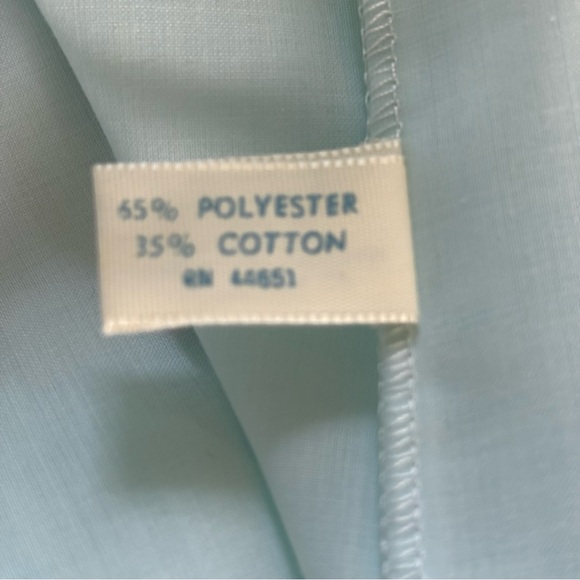 65% POLYESTER
35% COTTON
RN 44651